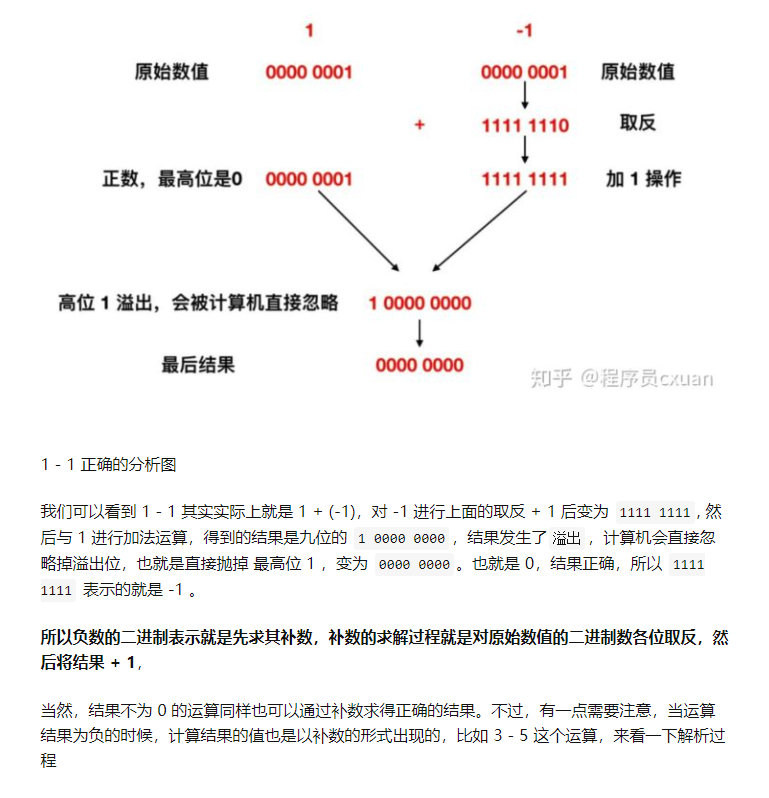 1 -1
原始数值 0000 0001 0000 0001 原始数值
+ 1111 1110 取反
正数，最高位是0 0000 0001 1111 1111 加 1 操作
高位 1 溢出，会被计算机直接忽略 1 0000 0000
最后结果 0000 0000
知乎 @程序员cxuan
1 - 1 正确的分析图
我们可以看到 1 - 1 其实实际上就是 1 + (-1)，对 -1 进行上面的取反 + 1 后变为 1111 1111, 然
后与 1 进行加法运算，得到的结果是九位的 1 0000 0000 ，结果发生了 溢出 ，计算机会直接忽
略掉溢出位，也就是直接抛掉 最高位 1 ，变为 0000 0000 。也就是 0，结果正确，所以 1111
1111 表示的就是 -1 。
所以负数的二进制表示就是先求其补数，补数的求解过程就是对原始数值的二进制数各位取反，然
后将结果 + 1，
当然，结果不为 0 的运算同样也可以通过补数求得正确的结果。不过，有一点需要注意，当运算
结果为负的时候，计算结果的值也是以补数的形式出现的，比如 3 - 5 这个运算，来看一下解析过
程